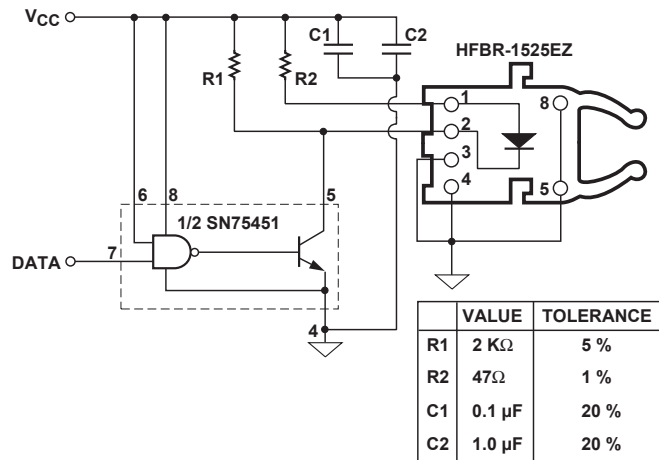 VCC
C1
C2
HFBR-1525EZ
R1
R2
1
8
2
3
4
5
6
8
5
1/2 SN75451
DATA
7
4
VALUE TOLERANCE
R1 2 KΩ 5 %
R2 47Ω 1 %
C1 0.1 µF 20 %
C2 1.0 µF 20 %